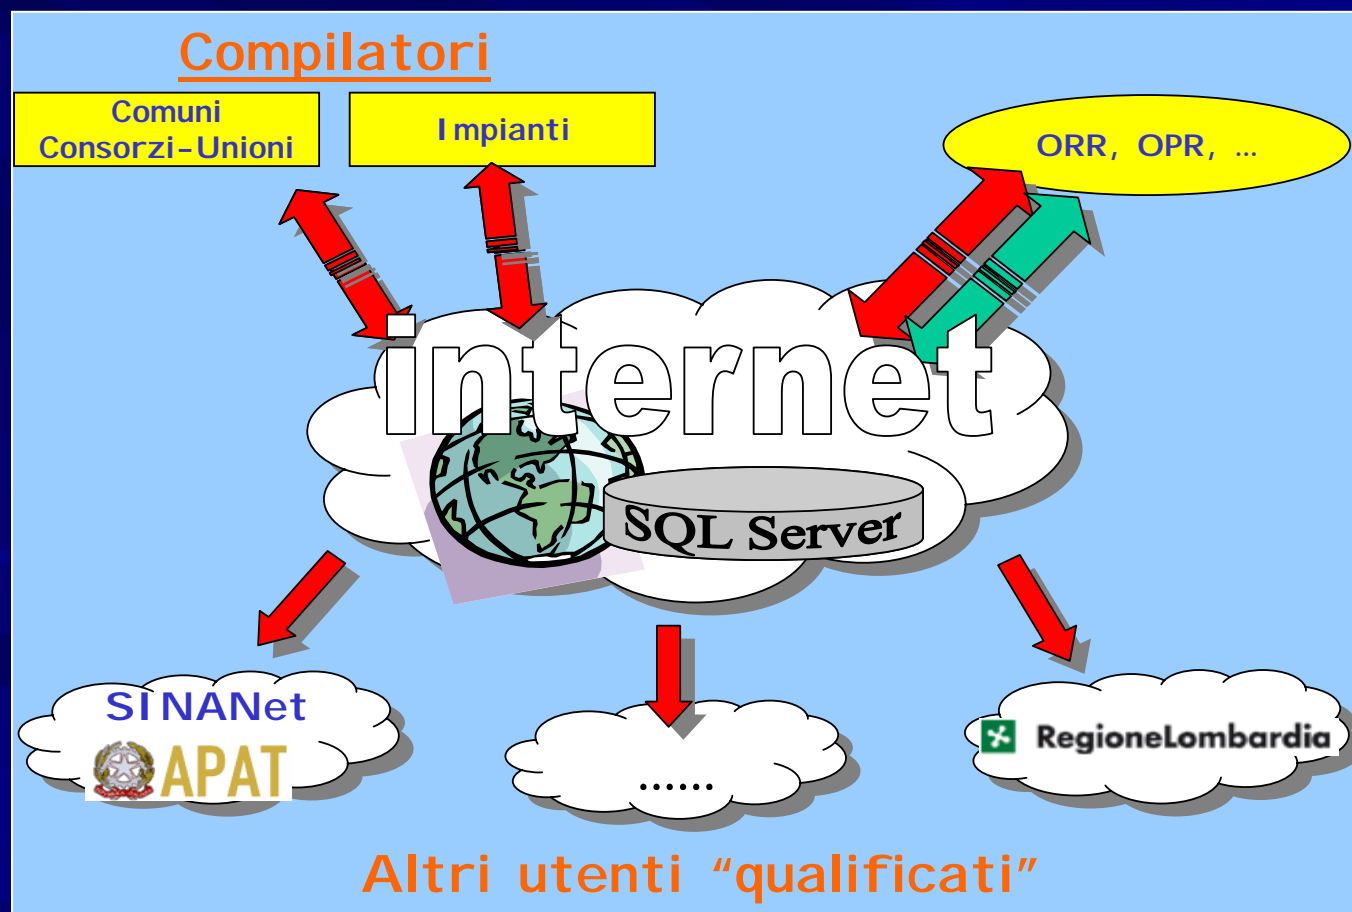 Compilatori
Comuni
Consorzi-Unioni
Impianti
ORR, OPR, ...
internet
SQL Server
SINANet
APAT
......
RegioneLombardia
Altri utenti “qualificati”